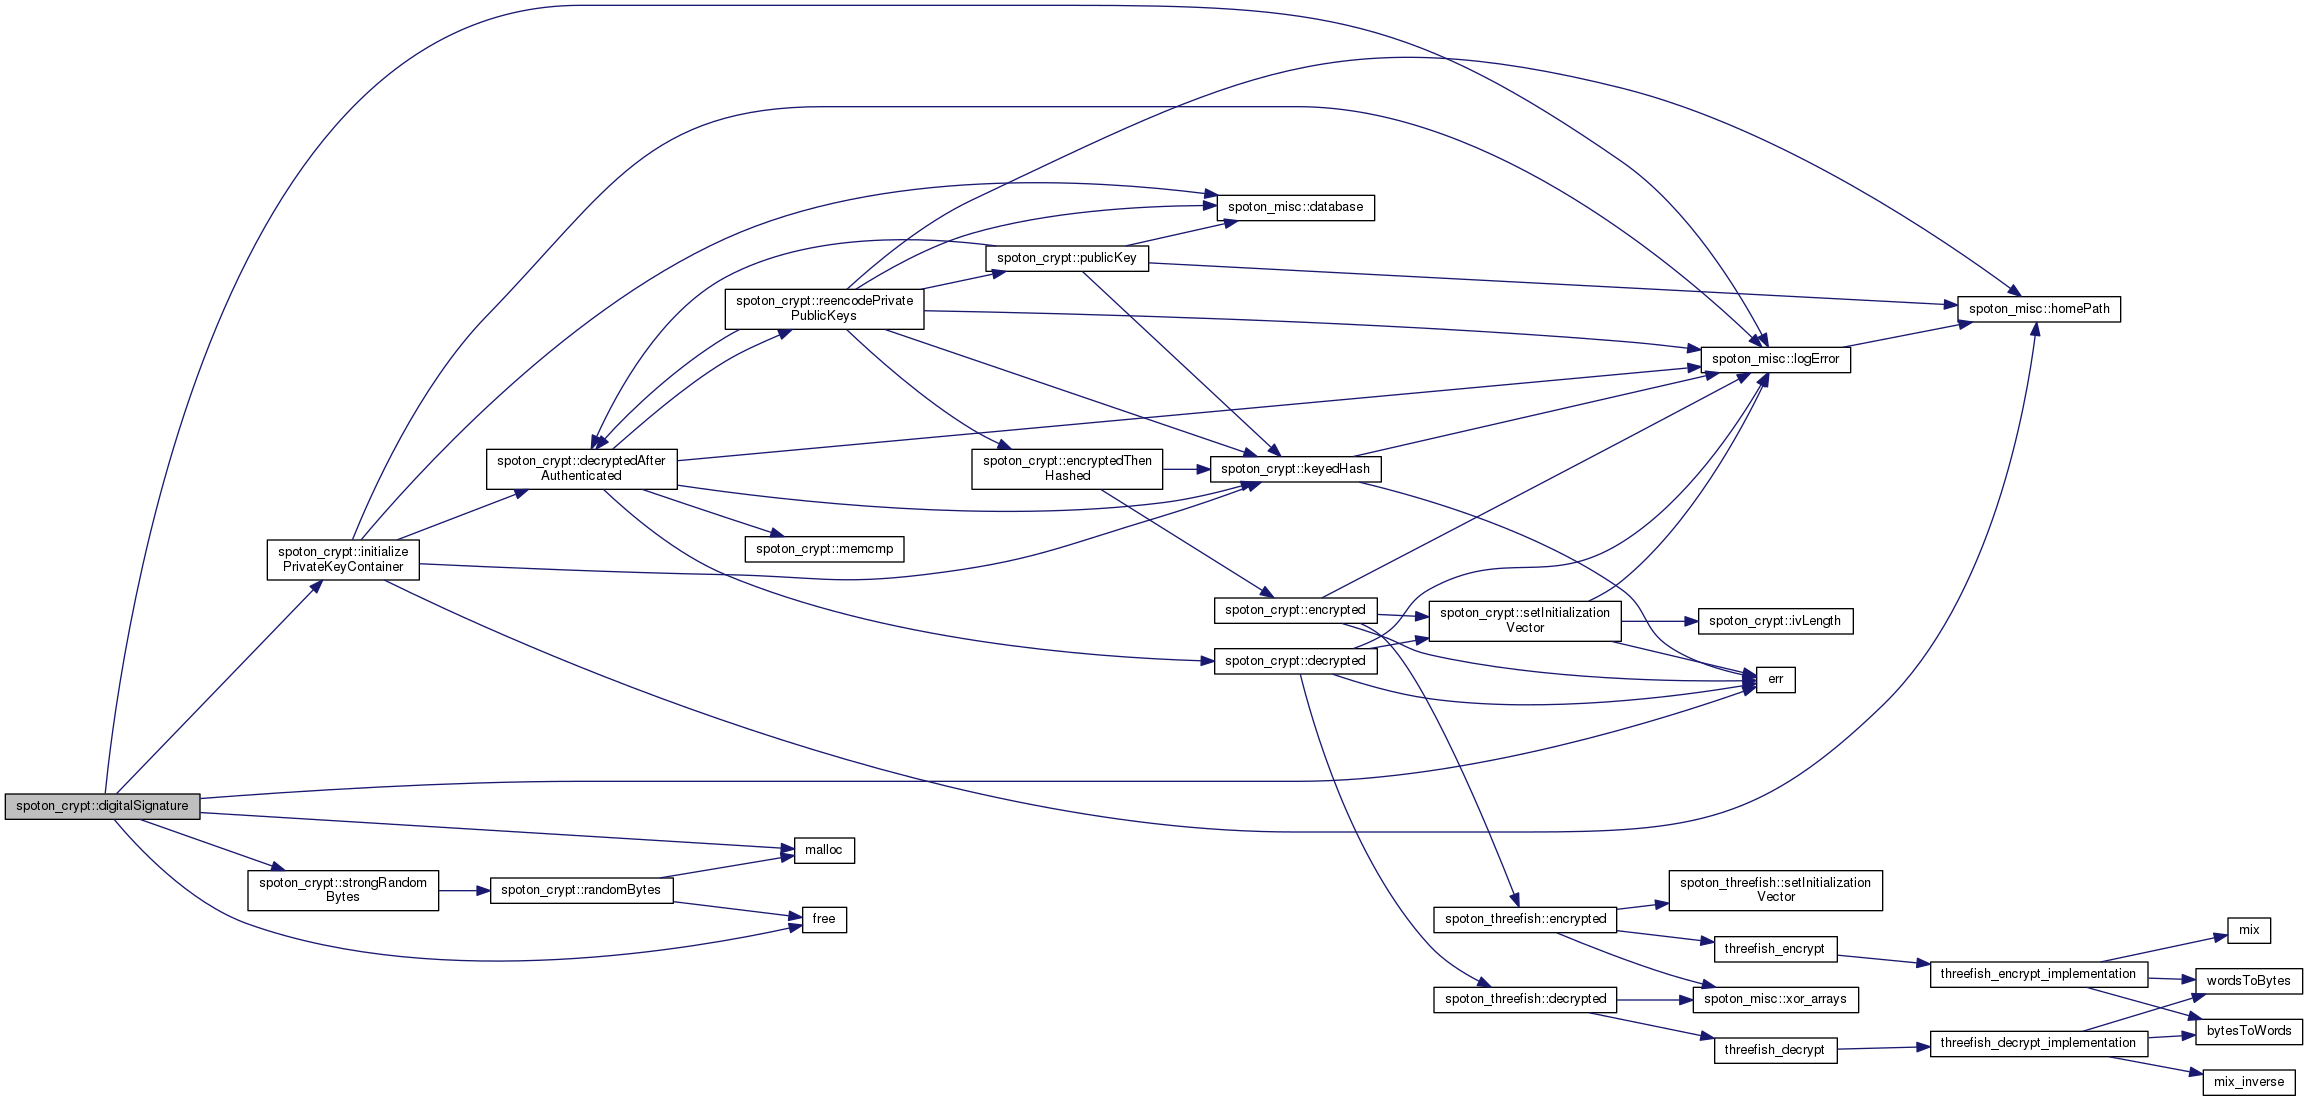 spoton_misc::database
spoton_crypt::publicKey
spoton_crypt::reencodePrivate
PublicKeys
spoton_misc::homePath
spoton_misc::logError
spoton_crypt::decryptedAfter
Authenticated
spoton_crypt::encryptedThen
Hashed
spoton_crypt::keyedHash
spoton_crypt::initialize
PrivateKeyContainer
spoton_crypt::memcmp
spoton_crypt::encrypted
spoton_crypt::setInitialization
Vector
spoton_crypt::ivLength
spoton_crypt::decrypted
err
spoton_crypt::digitalSignature
malloc
spoton_crypt::strongRandom
Bytes
spoton_crypt::randomBytes
free
spoton_threefish::setInitialization
Vector
spoton_threefish::encrypted
threefish_encrypt
mix
threefish_encrypt_implementation
wordsToBytes
spoton_threefish::decrypted
spoton_misc::xor_arrays
bytesToWords
threefish_decrypt
threefish_decrypt_implementation
mix_inverse